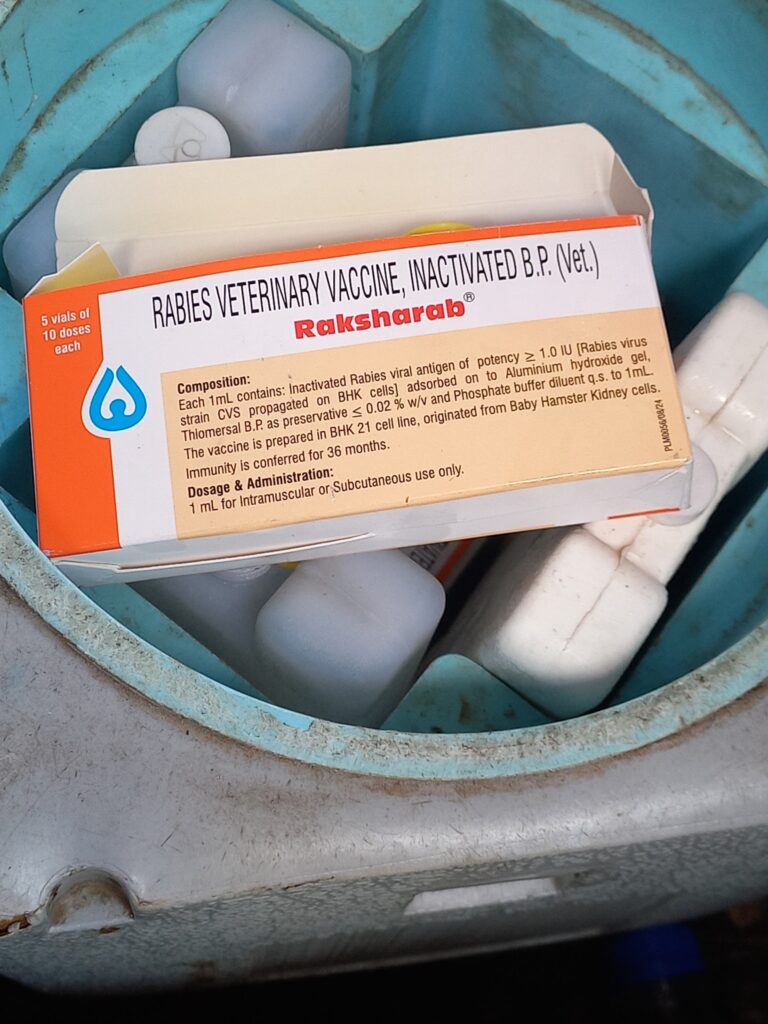 5 vials of
10 doses
each
RABIES VETERINARY VACCINE, INACTIVATED B.P. (Vet.)
Raksharab®
Composition:
Each 1mL contains: Inactivated Rabies viral antigen of potency ≥ 1.0 IU [Rabies virus
strain CVS propagated on BHK cells] adsorbed on to Aluminium hydroxide gel,
Thiomersal B.P. as preservative ≤ 0.02 % w/v and Phosphate buffer diluent q.s. to 1mL.
The vaccine is prepared in BHK 21 cell line, originated from Baby Hamster Kidney cells.
Immunity is conferred for 36 months.
Dosage & Administration:
1 mL for Intramuscular or Subcutaneous use only.
PLM0056/08/24